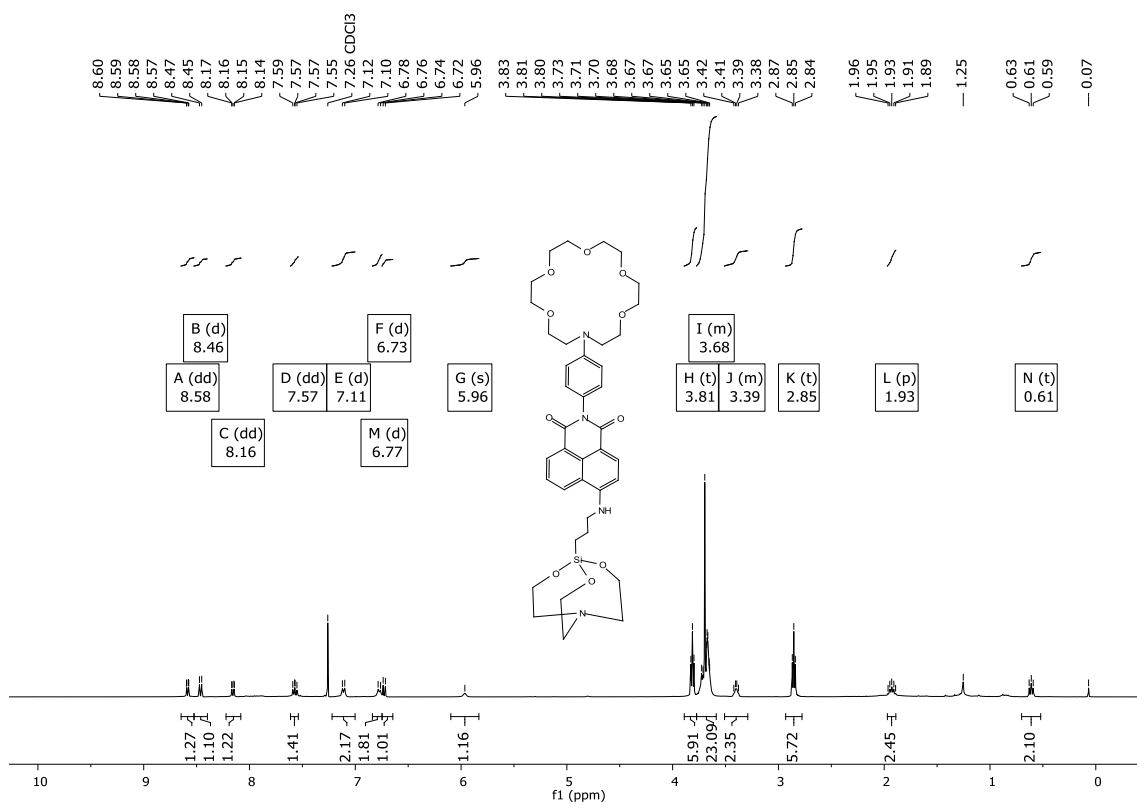 8.60 8.59 8.58 8.57 8.47 8.45 8.17 8.16 8.15 8.14 7.59 7.57 7.57 7.55 7.26 CDCl3 7.12 7.10 6.78 6.76 6.74 6.72 5.96 3.83 3.81 3.80 3.73 3.71 3.70 3.68 3.67 3.67 3.65 3.65 3.42 3.41 3.39 3.38 2.87 2.85 2.84 1.96 1.95 1.93 1.91 1.89 1.25 0.63 0.61 0.59 0.07
B (d)
8.46
F (d)
6.73
I (m)
3.68
A (dd)
8.58
D (dd)
7.57
E (d)
7.11
G (s)
5.96
H (t)
3.81
J (m)
3.39
K (t)
2.85
L (p)
1.93
N (t)
0.61
C (dd)
8.16
M (d)
6.77
O
O
O
O
O
N
O
N
O
NH
Si
O
O
O
N
1.27 1.10 1.22 1.41 2.17 1.81 1.01 1.16 5.91 23.09 2.35 5.72 2.45 2.10
10 9 8 7 6 5 4 3 2 1 0
f1 (ppm)